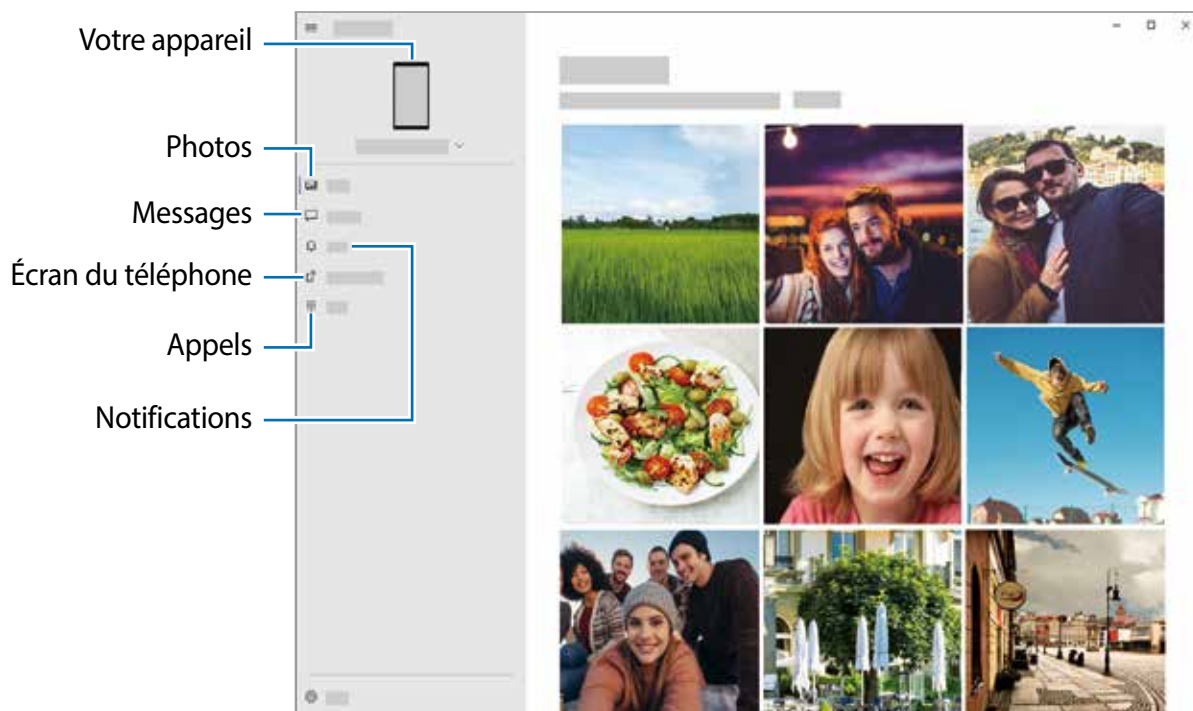 Votre appareil
Photos
Messages
Écran du téléphone
Appels
Notifications